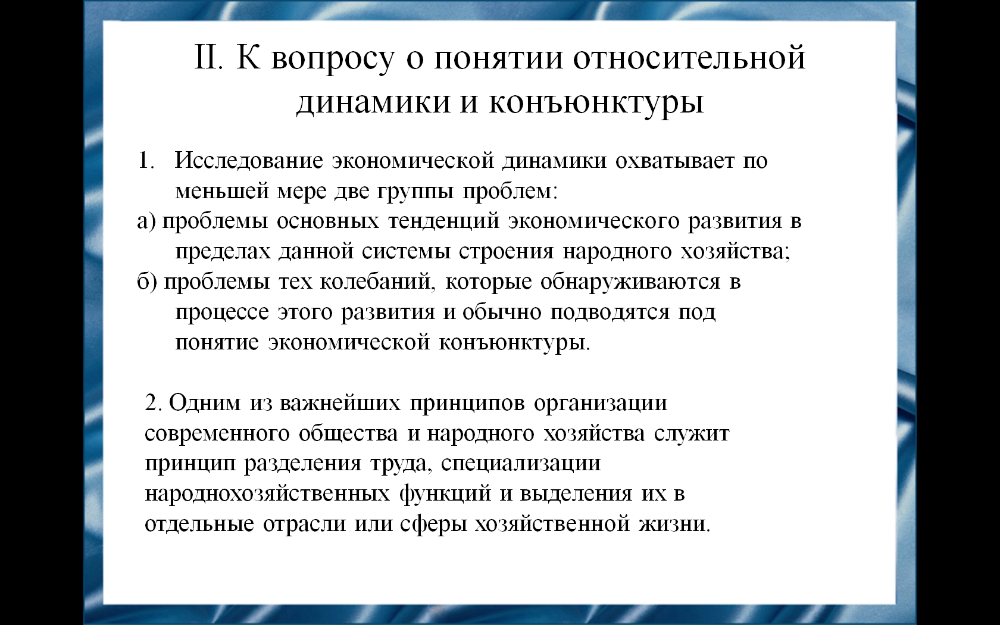 II. К вопросу о понятии относительной
динамики и конъюнктуры
1. Исследование экономической динамики охватывает по
меньшей мере две группы проблем:
а) проблемы основных тенденций экономического развития в
пределах данной системы строения народного хозяйства;
б) проблемы тех колебаний, которые обнаруживаются в
процессе этого развития и обычно подводятся под
понятие экономической конъюнктуры.
2. Одним из важнейших принципов организации
современного общества и народного хозяйства служит
принцип разделения труда, специализации
народнохозяйственных функций и выделения их в
отдельные отрасли или сферы хозяйственной жизни.